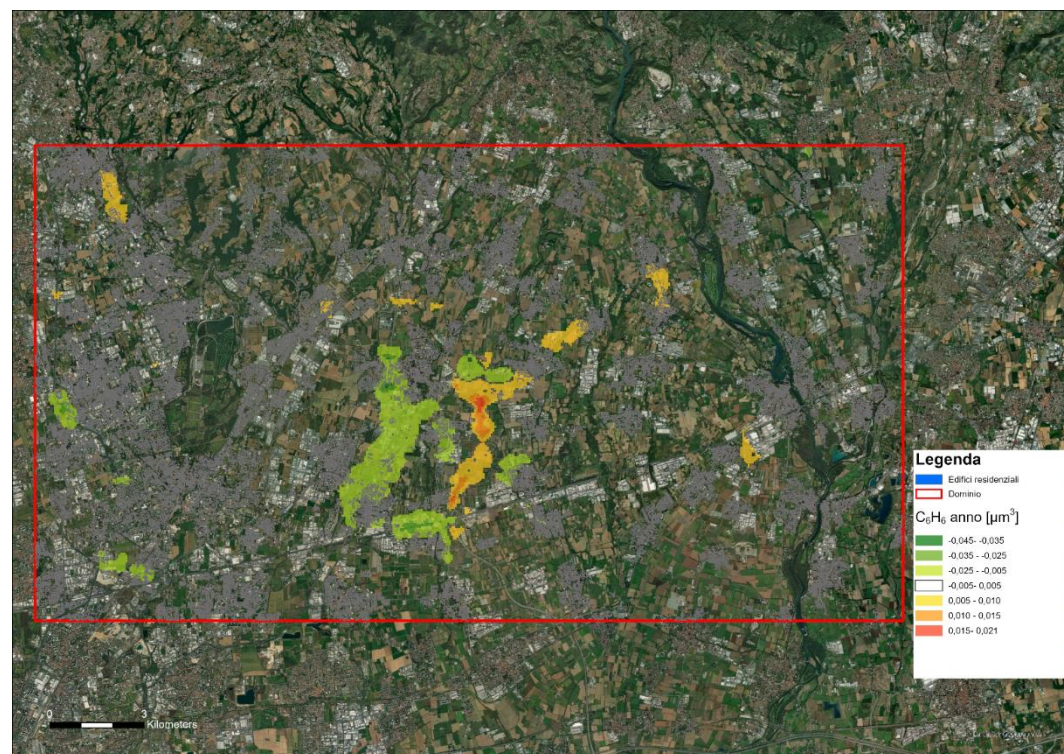 Legenda
Edifici residenziali
Dominio
C₆H₆ anno [µm³]
-0,045- -0,035
-0,035 - -0,025
-0,025 - -0,005
-0,005- 0,005
0,005 - 0,010
0,010 - 0,015
0,015- 0,021
0 3
Kilometers